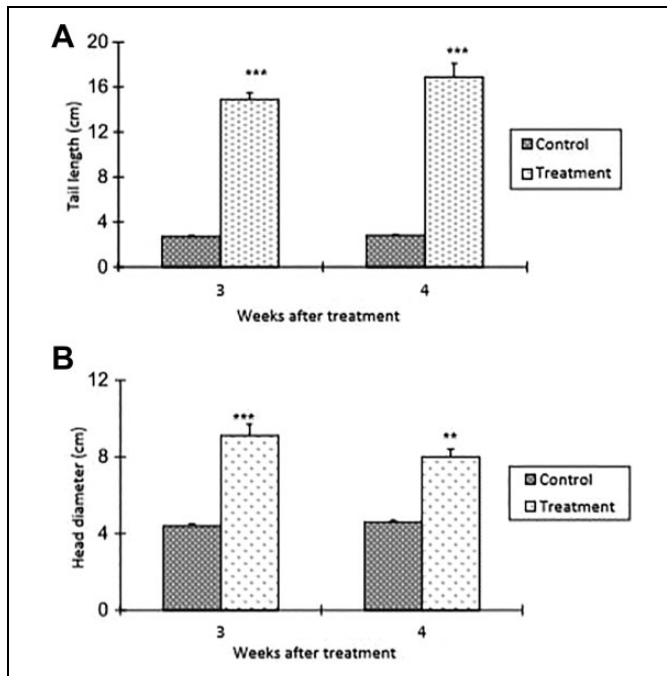 A
20
***
***
16
12
8
4
0
Tail length (cm)
Control
Treatment
3
4
Weeks after treatment
B
12
***
**
8
4
0
Head diameter (cm)
Control
Treatment
3
4
Weeks after treatment